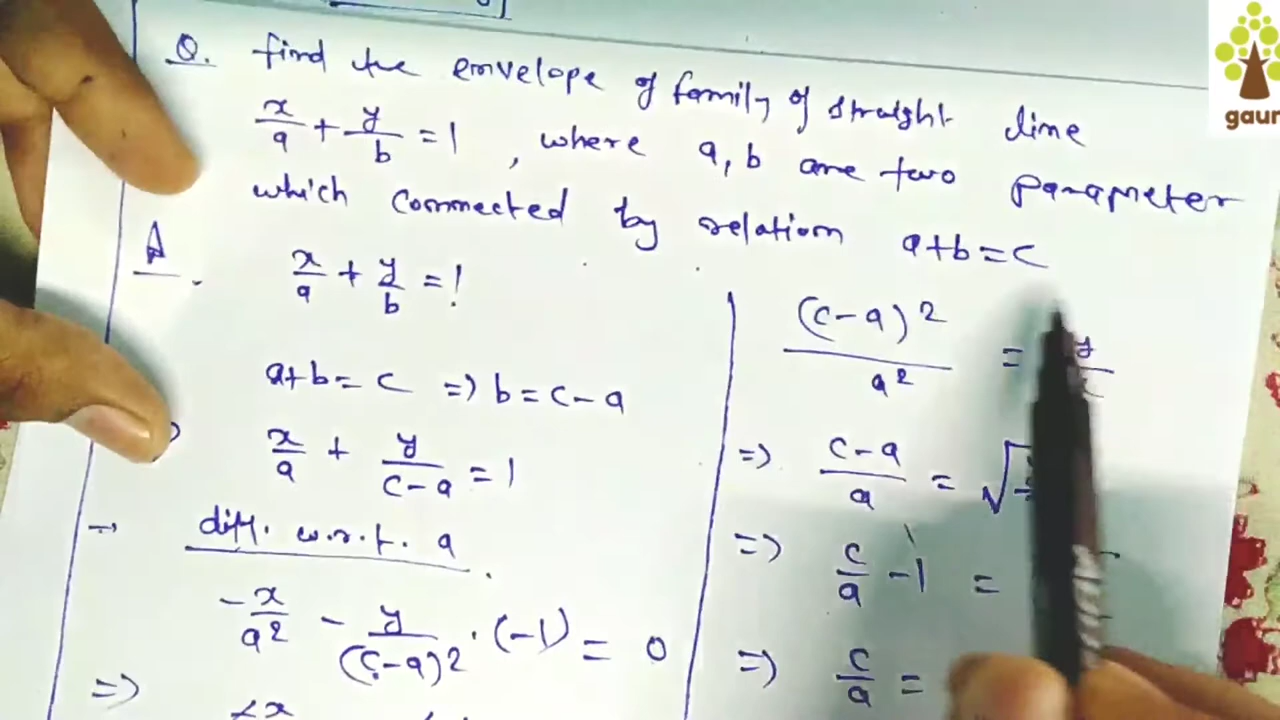 Q. find the envelope of family of straight line
x/a + y/b = 1 , where a, b are two parameter
which connected by relation a+b=c
A.
x/a + y/b = 1
a+b = c => b = c-a
x/a + y/(c-a) = 1
diff. w.r.t. a
-x/a² - y/(c-a)² · (-1) = 0
=>
(c-a)²/a² =
=> (c-a)/a = √
=> c/a - 1 =
=> c/a =
gaur